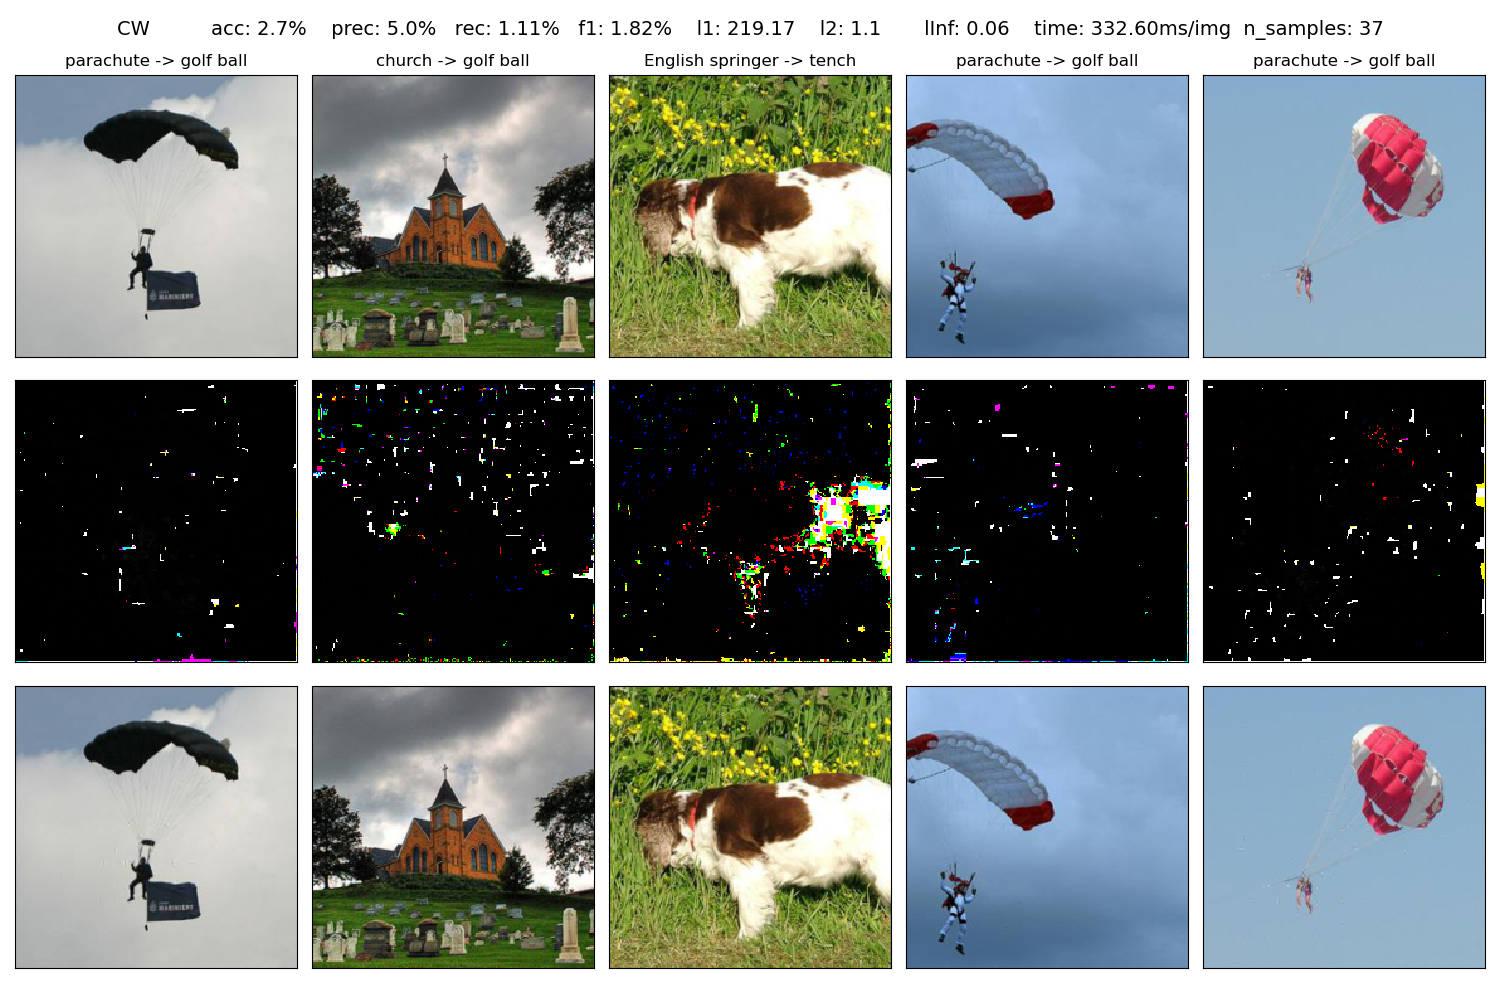 CW acc: 2.7% prec: 5.0% rec: 1.11% f1: 1.82% l1: 219.17 l2: 1.1 lInf: 0.06 time: 332.60ms/img n_samples: 37
parachute -> golf ball church -> golf ball English springer -> tench parachute -> golf ball parachute -> golf ball
MARINIERS
MARINIERS